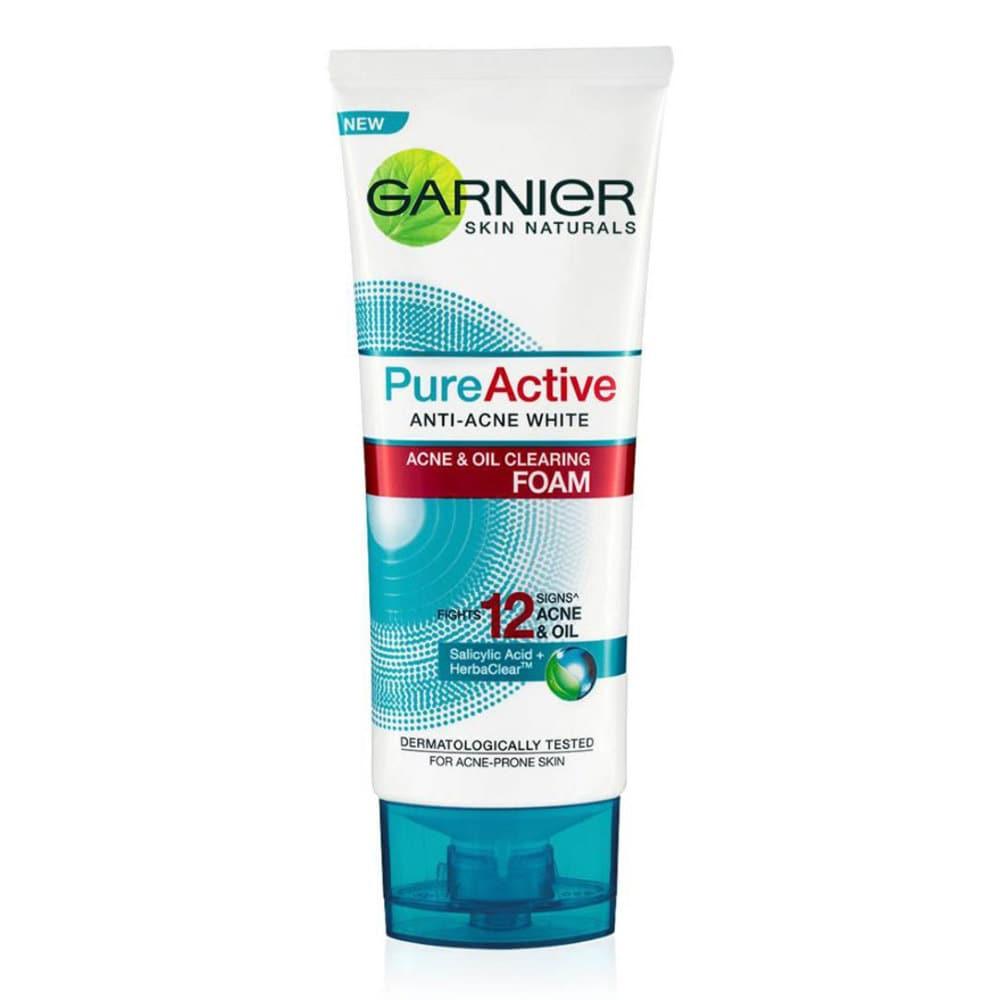 NEW
GARNIER
SKIN NATURALS
PureActive
ANTI-ACNE WHITE
ACNE & OIL CLEARING
FOAM
FIGHTS 12 SIGNS^
ACNE
& OIL
Salicylic Acid +
HerbaClear™
DERMATOLOGICALLY TESTED
FOR ACNE-PRONE SKIN